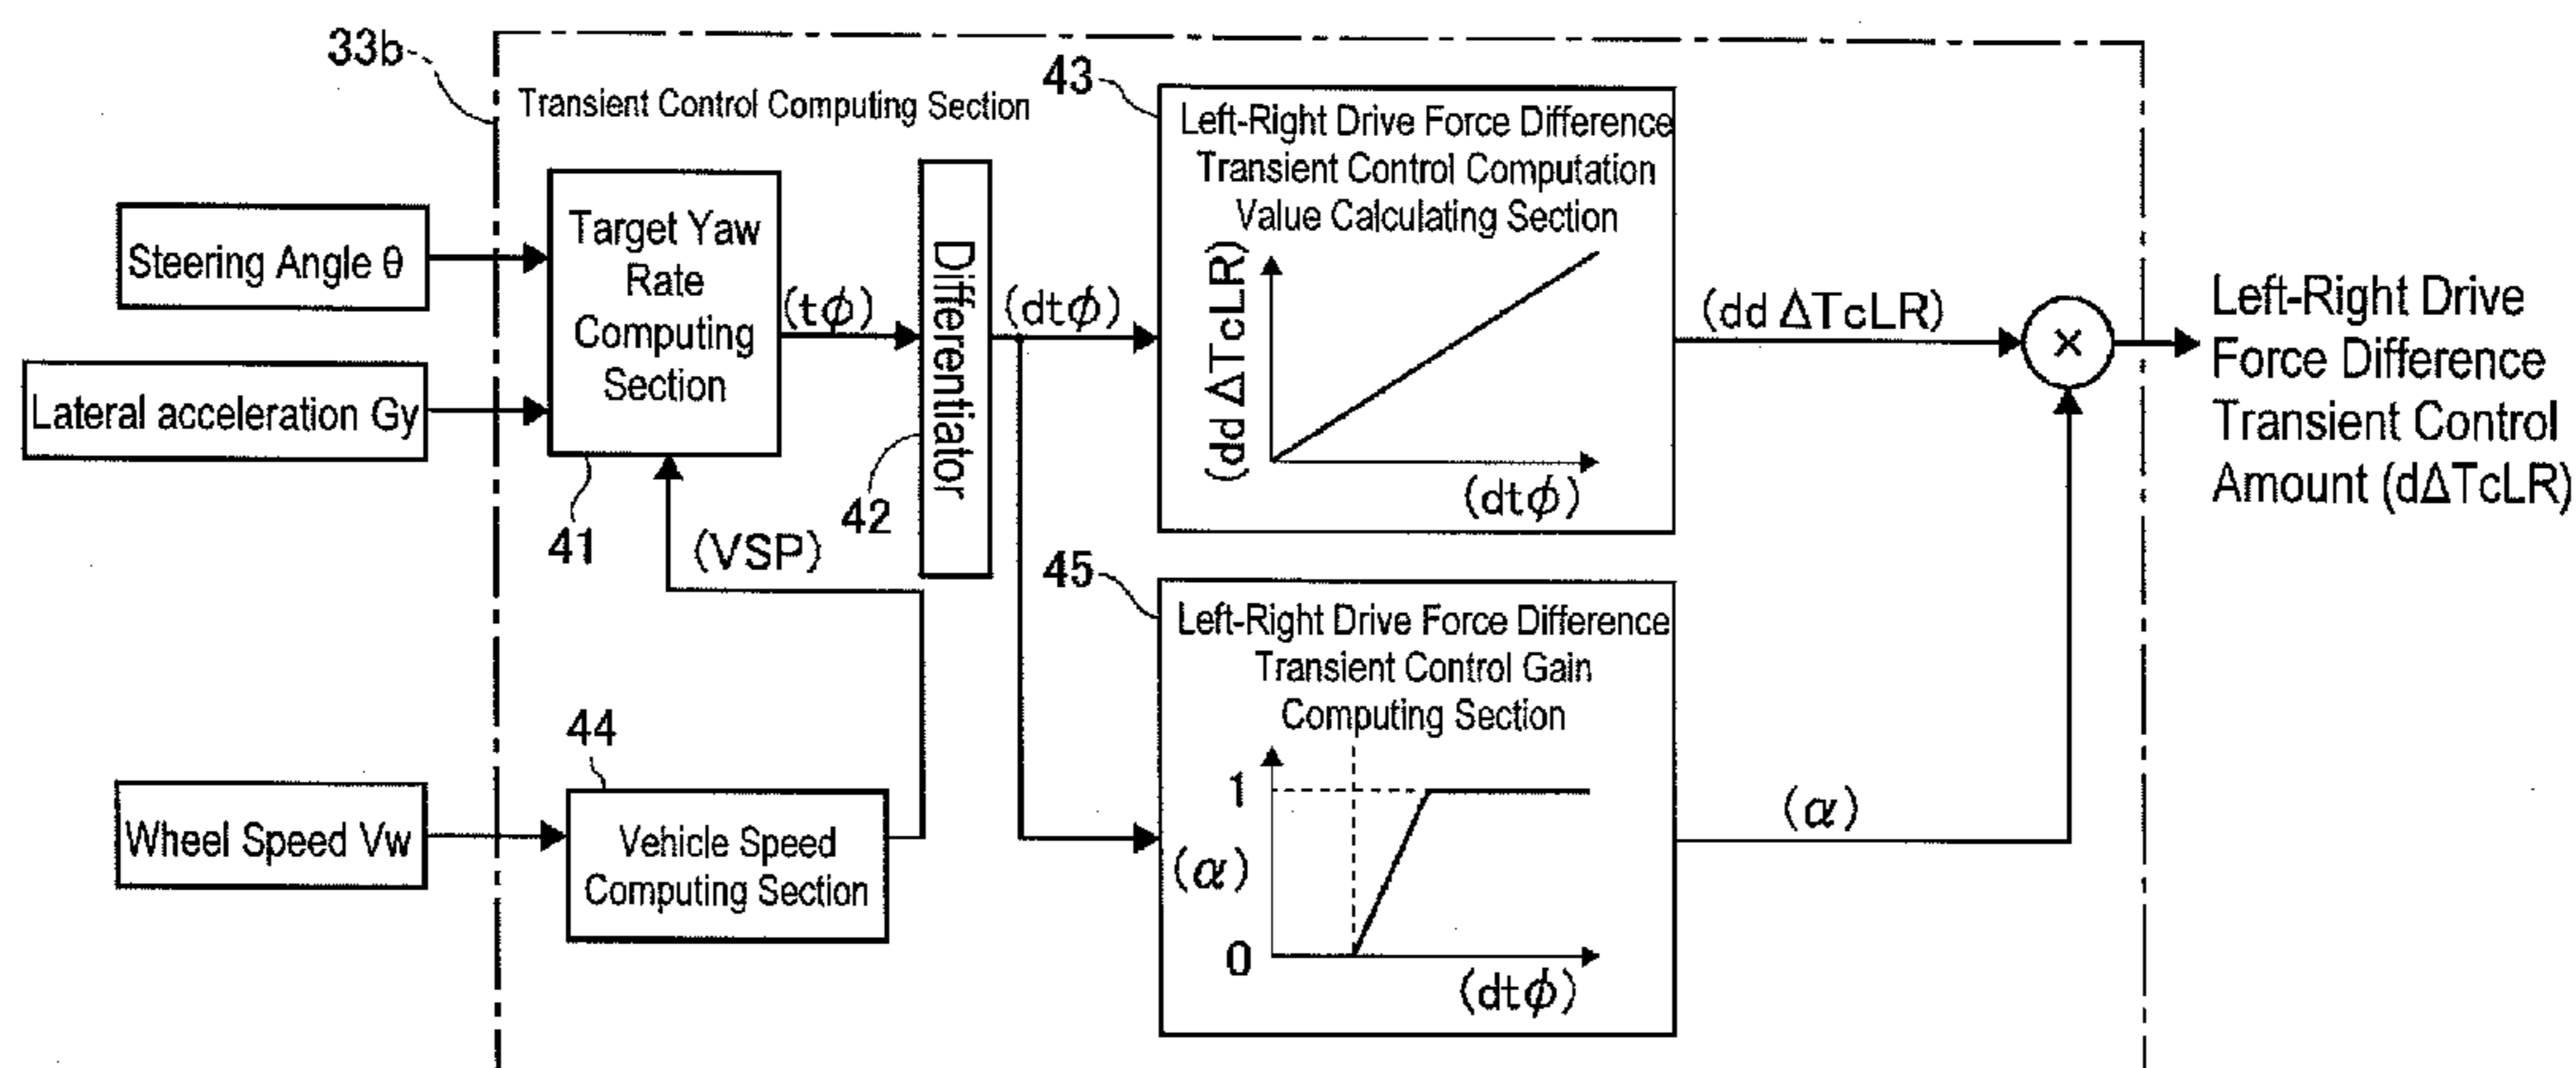 33b
Transient Control Computing Section
Steering Angle θ
Lateral acceleration Gy
Wheel Speed Vw
Target Yaw
Rate
Computing
Section
41
(tϕ)
Differentiator
42
(dtϕ)
(VSP)
44
Vehicle Speed
Computing Section
43
Left-Right Drive Force Difference
Transient Control Computation
Value Calculating Section
(dd ΔTcLR)
(dtϕ)
(dd ΔTcLR)
45
Left-Right Drive Force Difference
Transient Control Gain
Computing Section
1
(α)
0
(dtϕ)
(α)
×
Left-Right Drive
Force Difference
Transient Control
Amount (dΔTcLR)